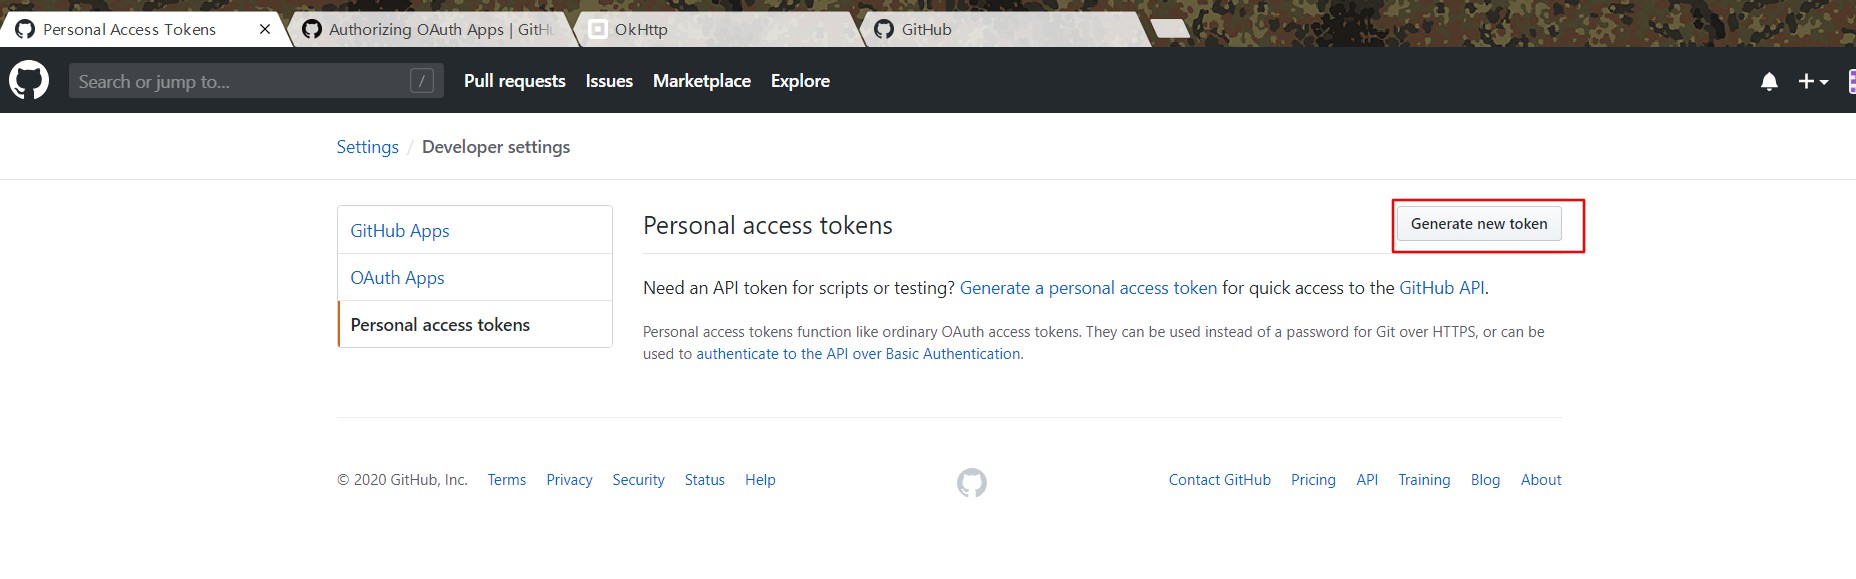 Personal Access Tokens
Authorizing OAuth Apps | GitHu
OkHttp
GitHub
Search or jump to... /
Pull requests Issues Marketplace Explore
Settings / Developer settings
GitHub Apps
OAuth Apps
Personal access tokens
Personal access tokens
Generate new token
Need an API token for scripts or testing? Generate a personal access token for quick access to the GitHub API.
Personal access tokens function like ordinary OAuth access tokens. They can be used instead of a password for Git over HTTPS, or can be
used to authenticate to the API over Basic Authentication.
© 2020 GitHub, Inc. Terms Privacy Security Status Help
Contact GitHub Pricing API Training Blog About